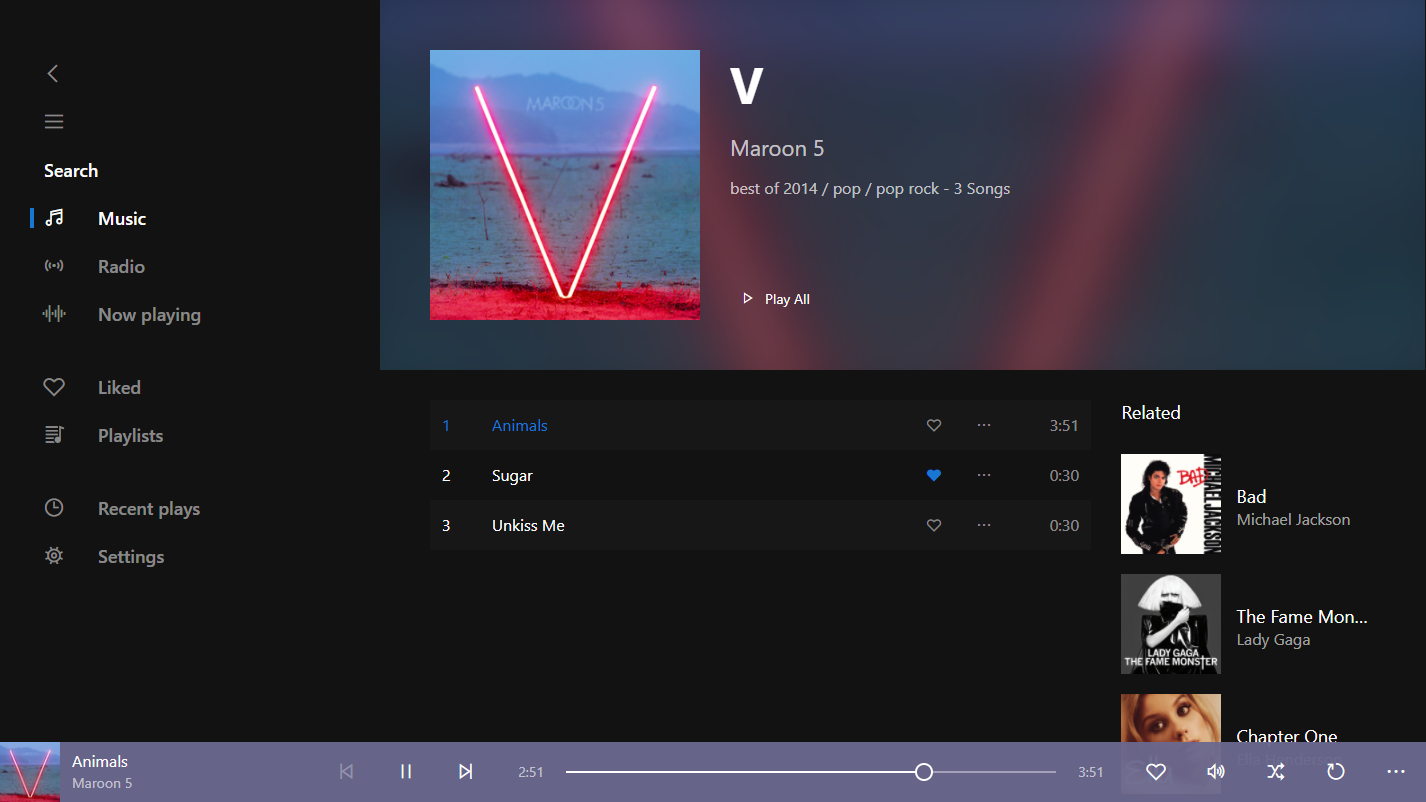 Search
Music
Radio
Now playing
Liked
Playlists
Recent plays
Settings
MAROON 5
V
Maroon 5
best of 2014 / pop / pop rock - 3 Songs
Play All
1 Animals ... 3:51
2 Sugar ... 0:30
3 Unkiss Me ... 0:30
Related
BAD
MICHAEL JACKSON
Bad
Michael Jackson
LADY GAGA
THE FAME MONSTER
The Fame Mon...
Lady Gaga
Chapter One
Animals
Maroon 5
2:51
3:51